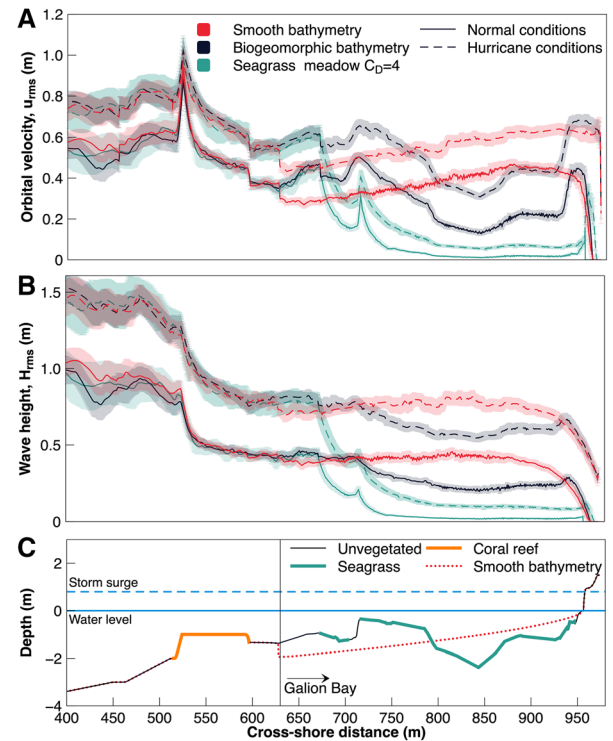 A
Smooth bathymetry
Normal conditions
Biogeomorphic bathymetry
Hurricane conditions
Seagrass meadow CD=4
Orbital velocity, urms (m)
1.2
1.0
0.8
0.6
0.4
0.2
0
B
Wave height, Hrms (m)
1.5
1.0
0.5
0
C
Unvegetated
Coral reef
Seagrass
Smooth bathymetry
Depth (m)
2
0
−2
−4
Storm surge
Water level
Galion Bay
400 450 500 550 600 650 700 750 800 850 900 950
Cross-shore distance (m)